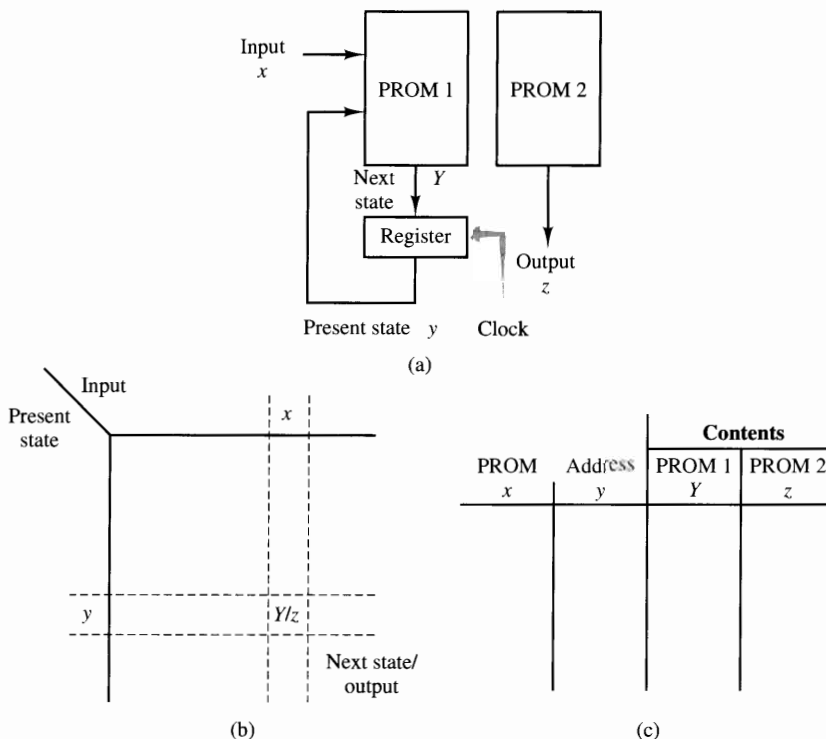 Input
x
PROM 1
PROM 2
Next
state
Y
Register
Output
z
Present state y
Clock
(a)
Input
Present
state
x
y
Y/z
Next state/
output
(b)
Contents
PROM Address PROM 1 PROM 2
x y Y z
(c)